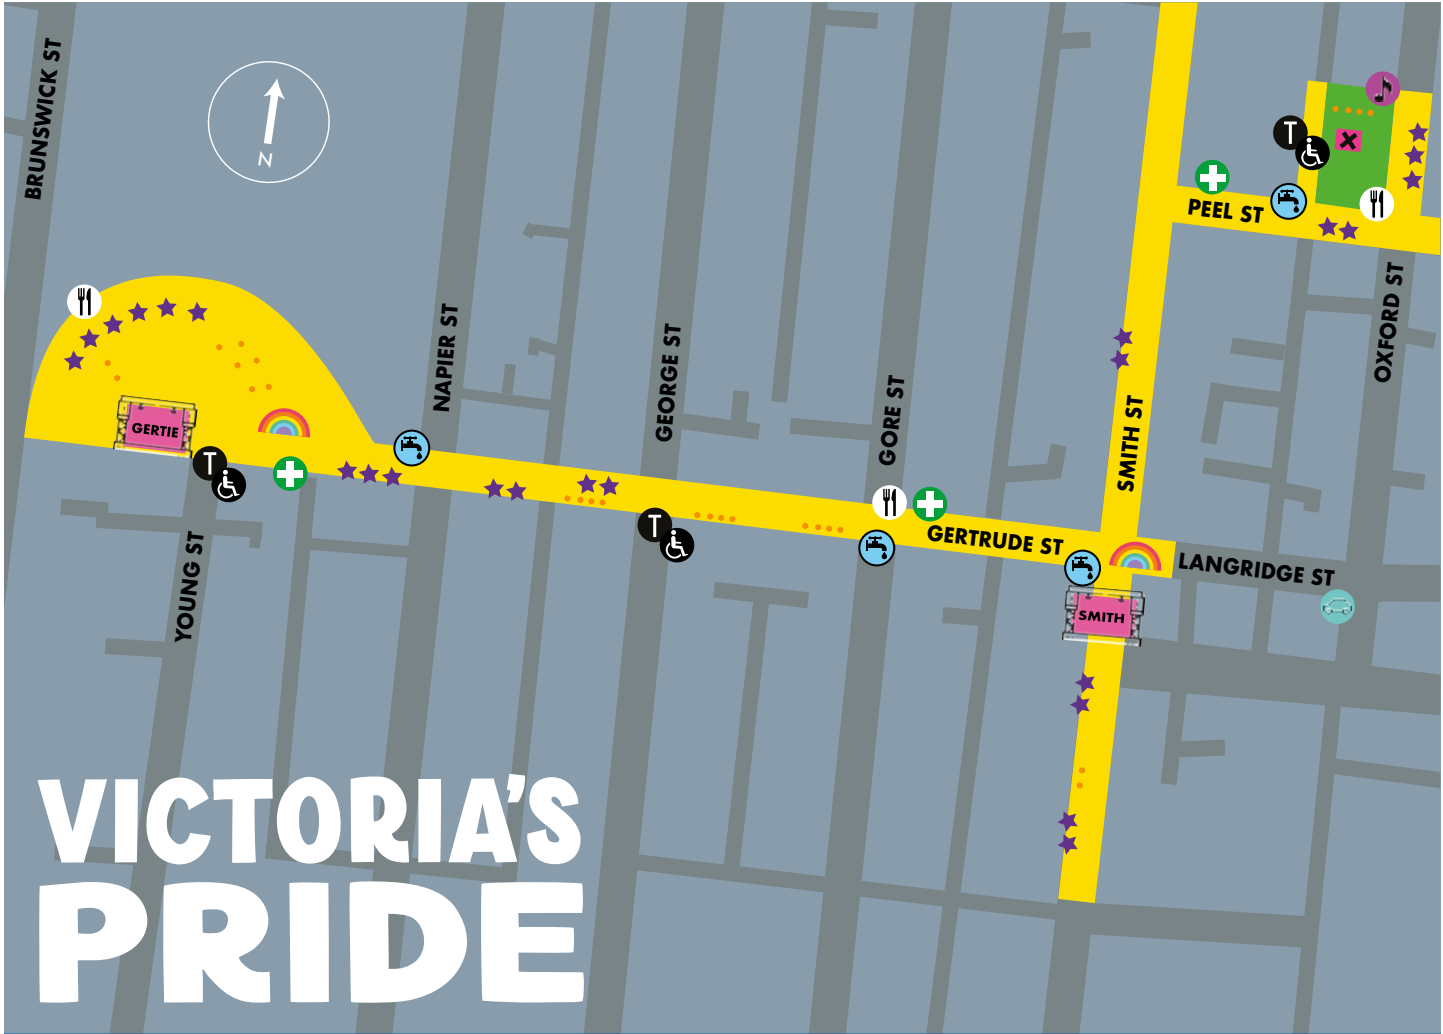 BRUNSWICK ST
N
T
PEEL ST
OXFORD ST
NAPIER ST
GEORGE ST
GORE ST
SMITH ST
GERTIE
T
T
GERTRUDE ST
LANGRIDGE ST
YOUNG ST
SMITH
VICTORIA'S
PRIDE